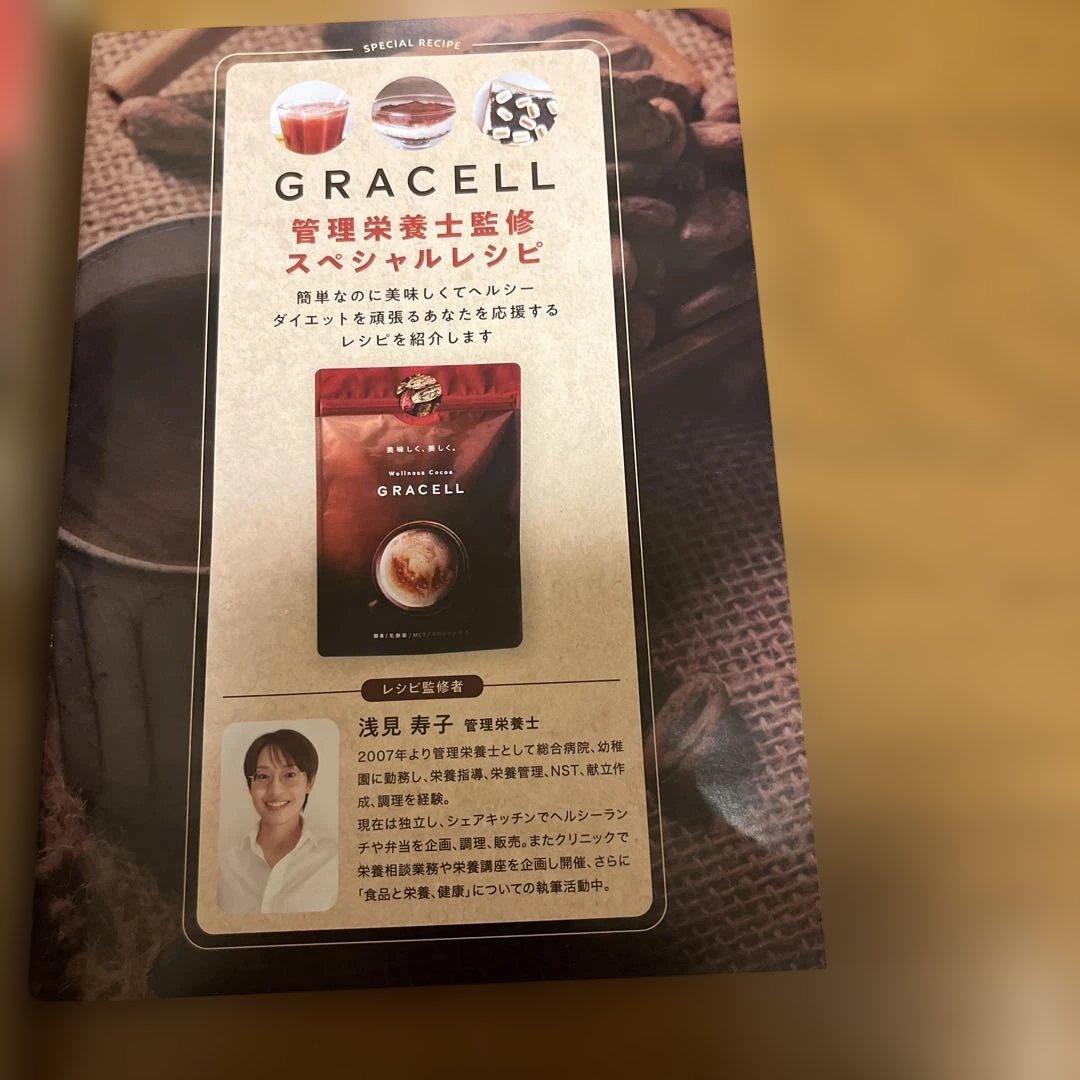 SPECIAL RECIPE
GRACELL
管理栄養士監修
スペシャルレシピ
簡単なのに美味しくてヘルシー
ダイエットを頑張るあなたを応援する
レシピを紹介します
美味しく、美しく。
Wellness Cocoa
GRACELL
酵素/乳酸菌/MCT/
レシピ監修者
浅見 寿子 管理栄養士
2007年より管理栄養士として総合病院、幼稚
園に勤務し、栄養指導、栄養管理、NST、献立作
成、調理を経験。
現在は独立し、シェアキッチンでヘルシーラン
チや弁当を企画、調理、販売。またクリニックで
栄養相談業務や栄養講座を企画し開催、さらに
「食品と栄養、健康」についての執筆活動中。